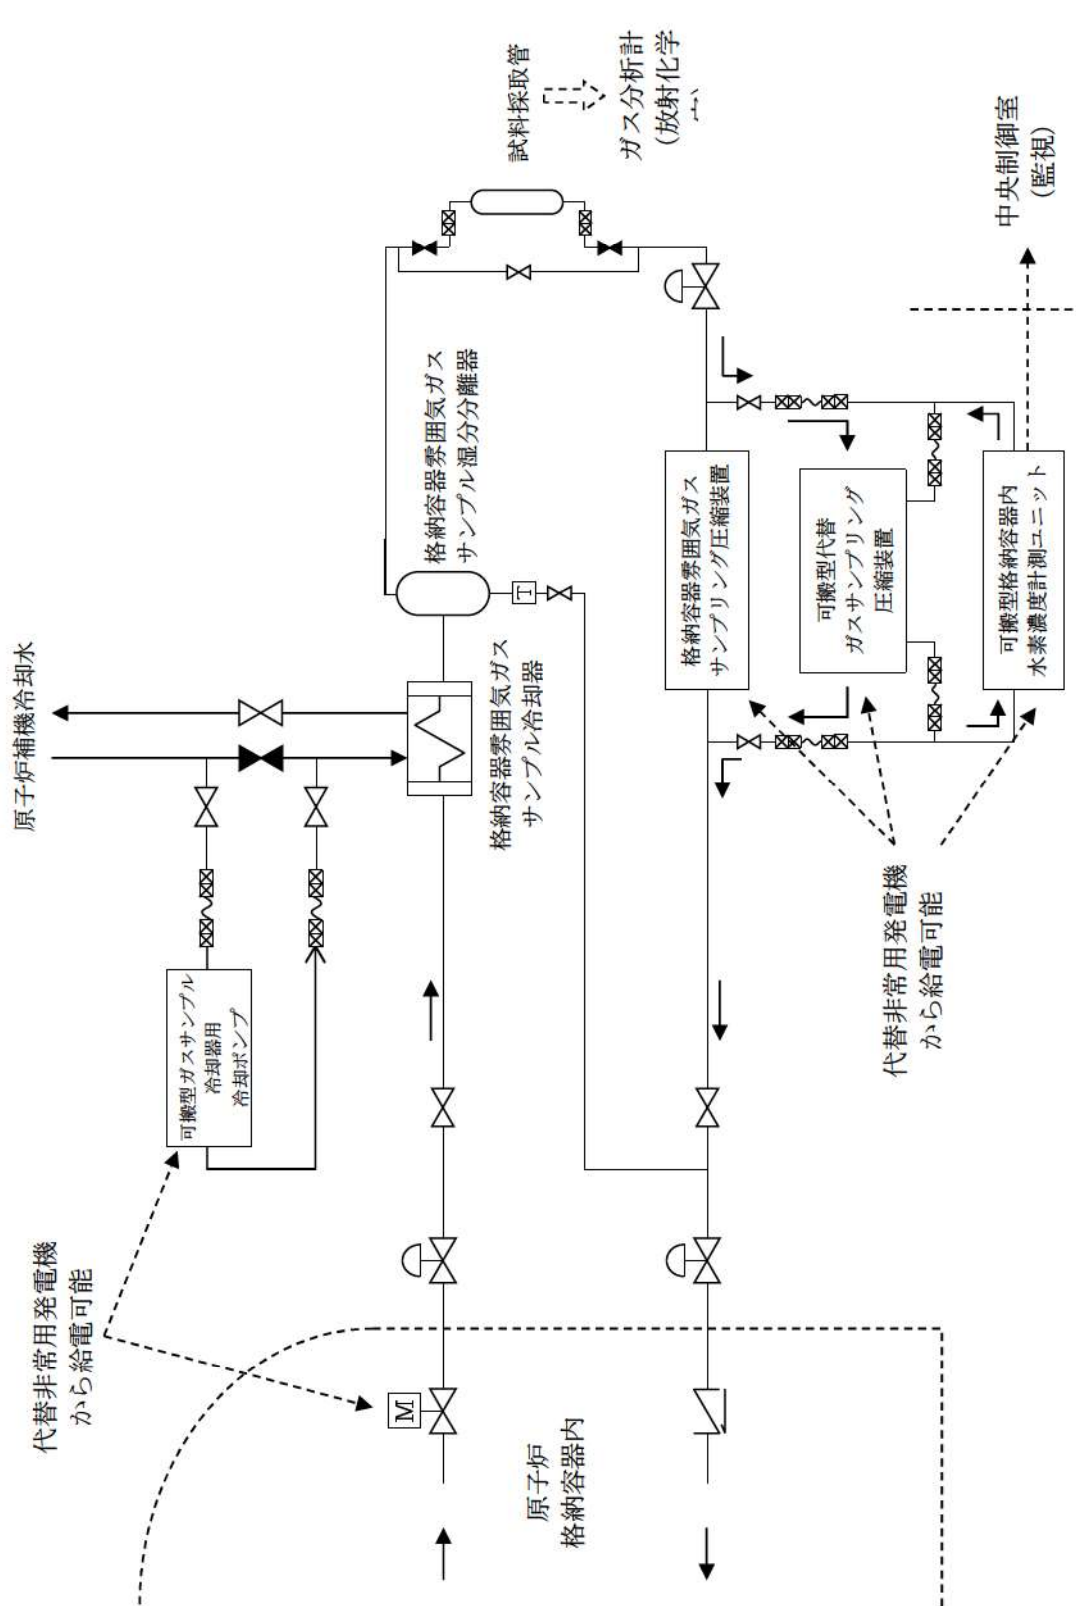 代替非常用発電機
から給電可能
可搬型ガスサンプル
冷却器用
冷却ポンプ
原子炉補機冷却水
原子炉
格納容器内
M
格納容器雰囲気ガス
サンプル冷却器
T
格納容器雰囲気ガス
サンプル湿分分離器
試料採取管
ガス分析計
(放射化学
格納容器雰囲気ガス
サンプリング圧縮装置
可搬型代替
ガスサンプリング
圧縮装置
可搬型格納容器内
水素濃度計測ユニット
代替非常用発電機
から給電可能
中央制御室
(監視)